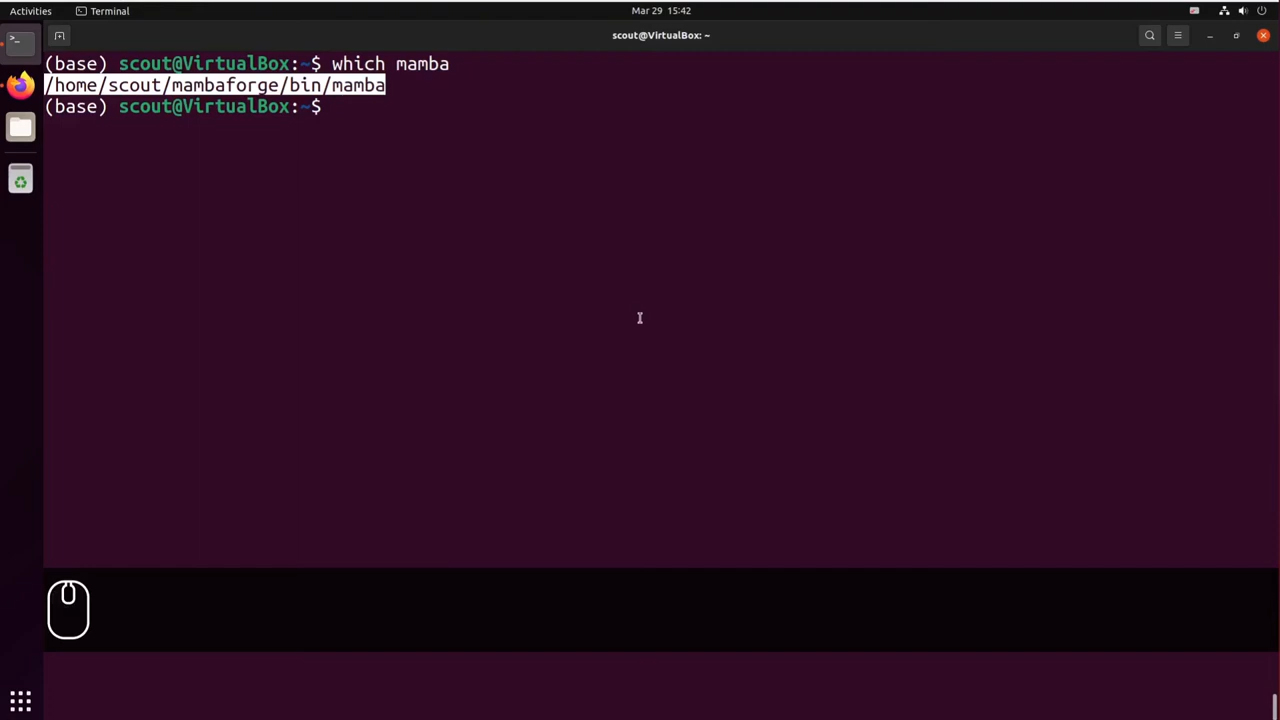 Activities
Terminal
Mar 29 15:42
scout@VirtualBox: ~
(base) scout@VirtualBox:~$ which mamba
/home/scout/mambaforge/bin/mamba
(base) scout@VirtualBox:~$